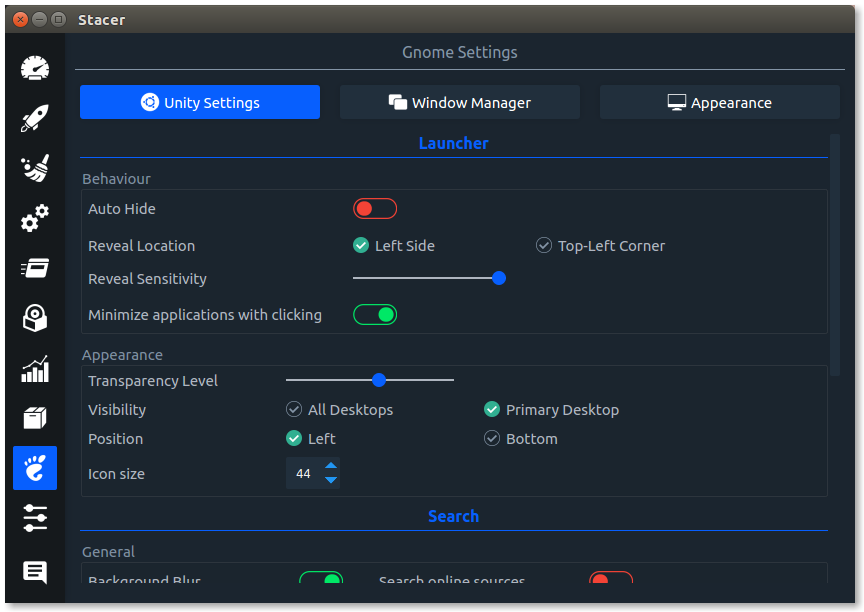 Stacer
Gnome Settings
Unity Settings Window Manager Appearance
Launcher
Behaviour
Auto Hide
Reveal Location Left Side Top-Left Corner
Reveal Sensitivity
Minimize applications with clicking
Appearance
Transparency Level
Visibility All Desktops Primary Desktop
Position Left Bottom
Icon size 44
Search
General
Background Blur Search online sources